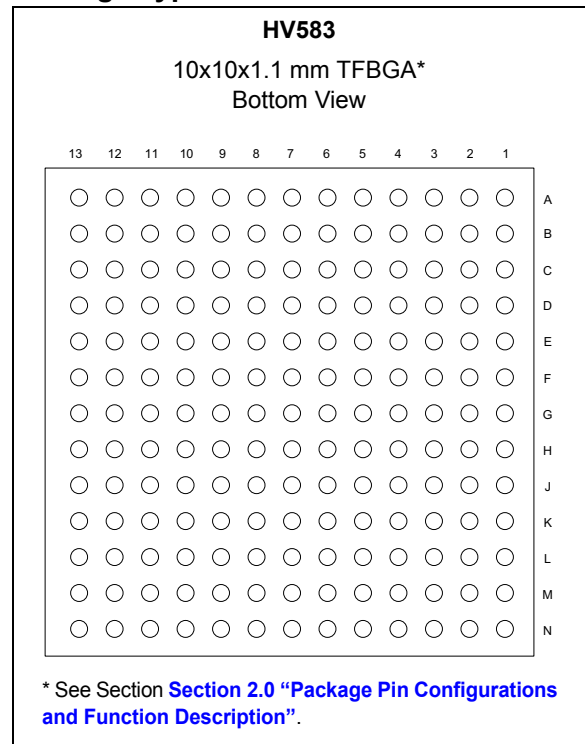 HV583
10x10x1.1 mm TFBGA*
Bottom View
13 12 11 10 9 8 7 6 5 4 3 2 1
A
B
C
D
E
F
G
H
J
K
L
M
N
* See Section Section 2.0 “Package Pin Configurations
and Function Description”.